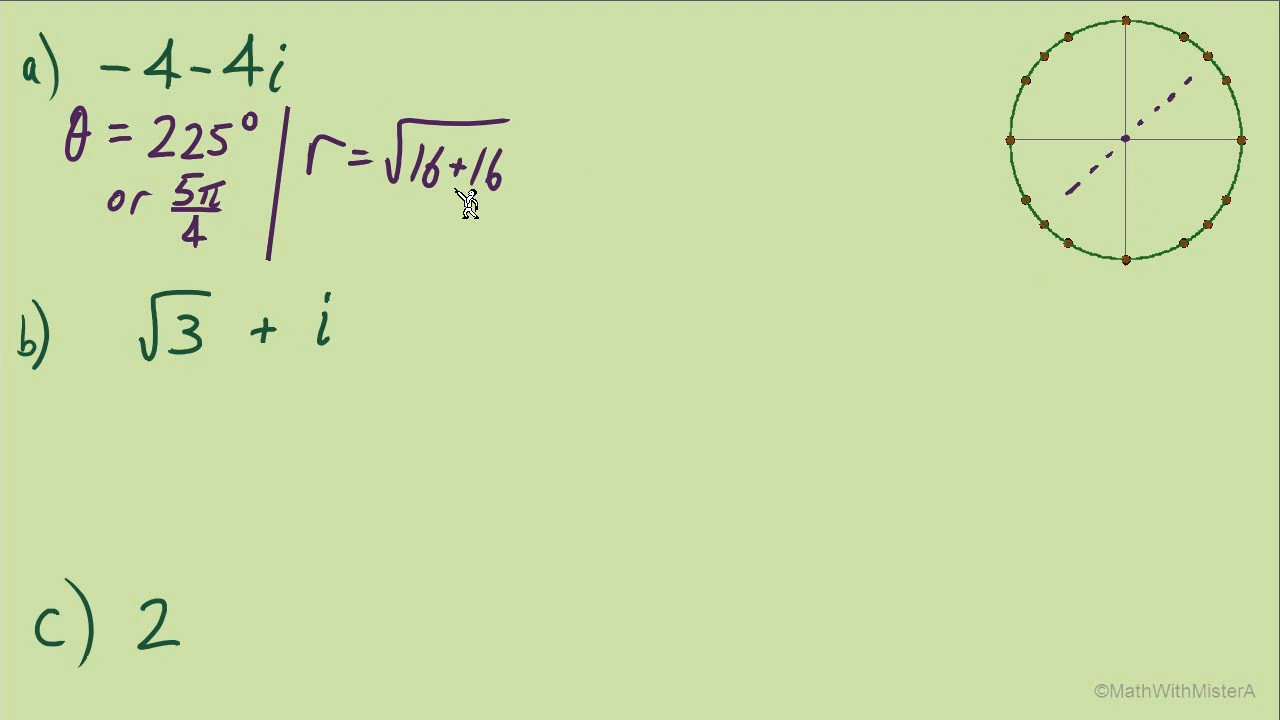 a) -4-4i
θ = 225° | r = √16+16
or 5π/4
b) √3 + i
c) 2
©MathWithMisterA